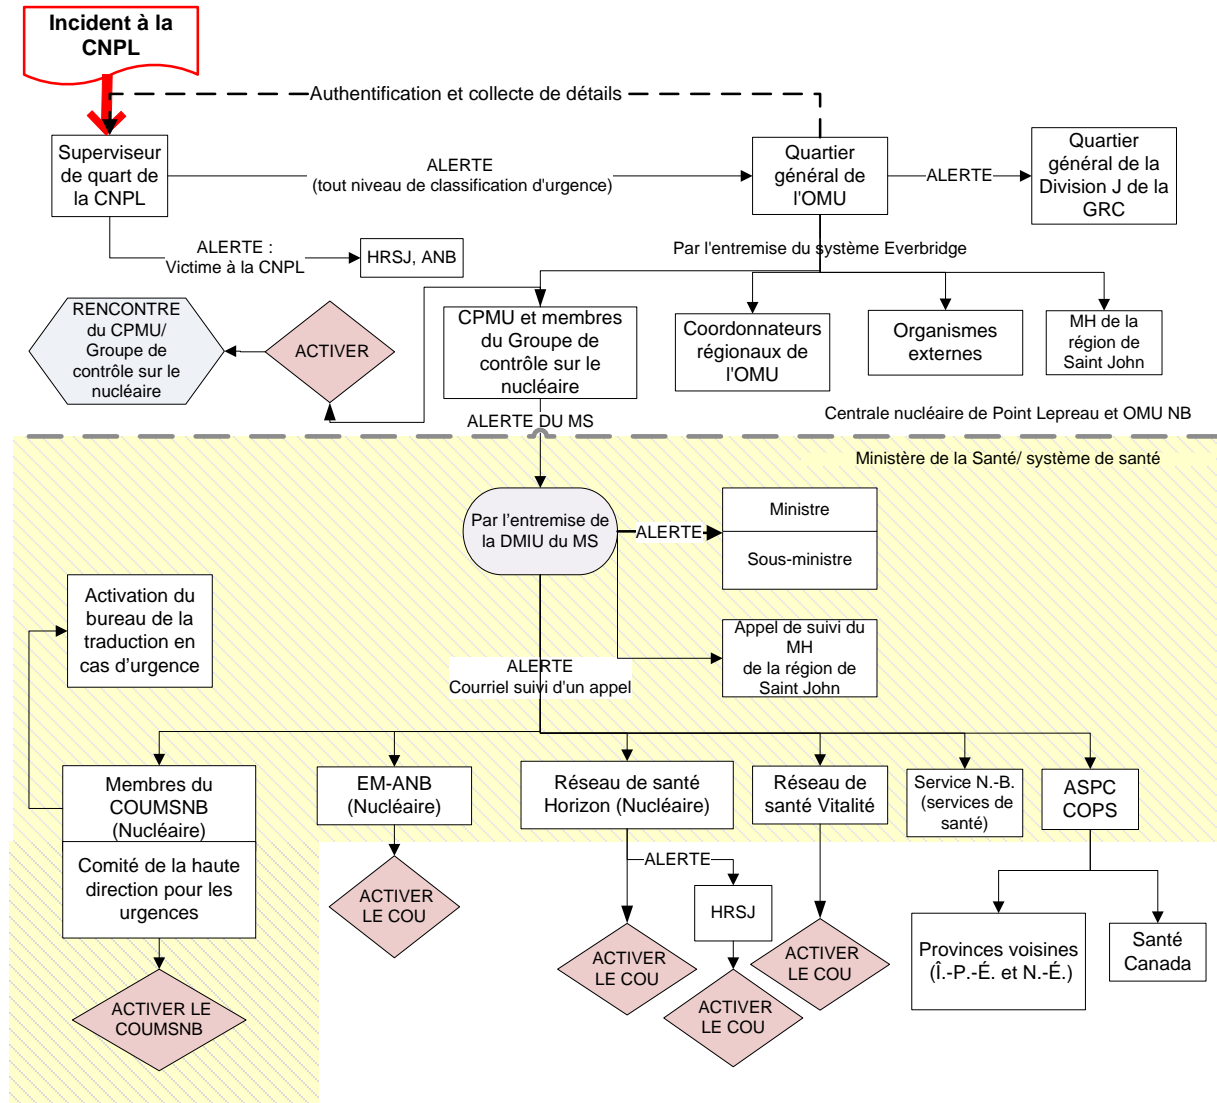 Incident à la
CNPL
Authentification et collecte de détails
Superviseur
de quart de
la CNPL
ALERTE
(tout niveau de classification d'urgence)
Quartier
général de
l'OMU
ALERTE
Quartier
général de la
Division J de la
GRC
ALERTE :
Victime à la CNPL
HRSJ, ANB
Par l'entremise du système Everbridge
RENCONTRE
du CPMU/
Groupe de
contrôle sur le
nucléaire
ACTIVER
CPMU et membres
du Groupe de
contrôle sur le
nucléaire
Coordonnateurs
régionaux de
l'OMU
Organismes
externes
MH de la
région de
Saint John
ALERTE DU MS
Centrale nucléaire de Point Lepreau et OMU NB
Ministère de la Santé/ système de santé
Par l’entremise de
la DMIU du MS
ALERTE
Ministre
Sous-ministre
Activation du
bureau de la
traduction en
cas d’urgence
Appel de suivi du
MH
de la région de
Saint John
ALERTE
Courriel suivi d'un appel
Membres du
COUMSNB
(Nucléaire)
Comité de la haute
direction pour les
urgences
EM-ANB
(Nucléaire)
Réseau de santé
Horizon (Nucléaire)
Réseau de
santé Vitalité
Service N.-B.
(services de
santé)
ASPC
COPS
ALERTE
HRSJ
ACTIVER
LE COU
ACTIVER
LE COU
ACTIVER
LE COU
ACTIVER
LE COU
Provinces voisines
(Î.-P.-É. et N.-É.)
Santé
Canada
ACTIVER LE
COUMSNB